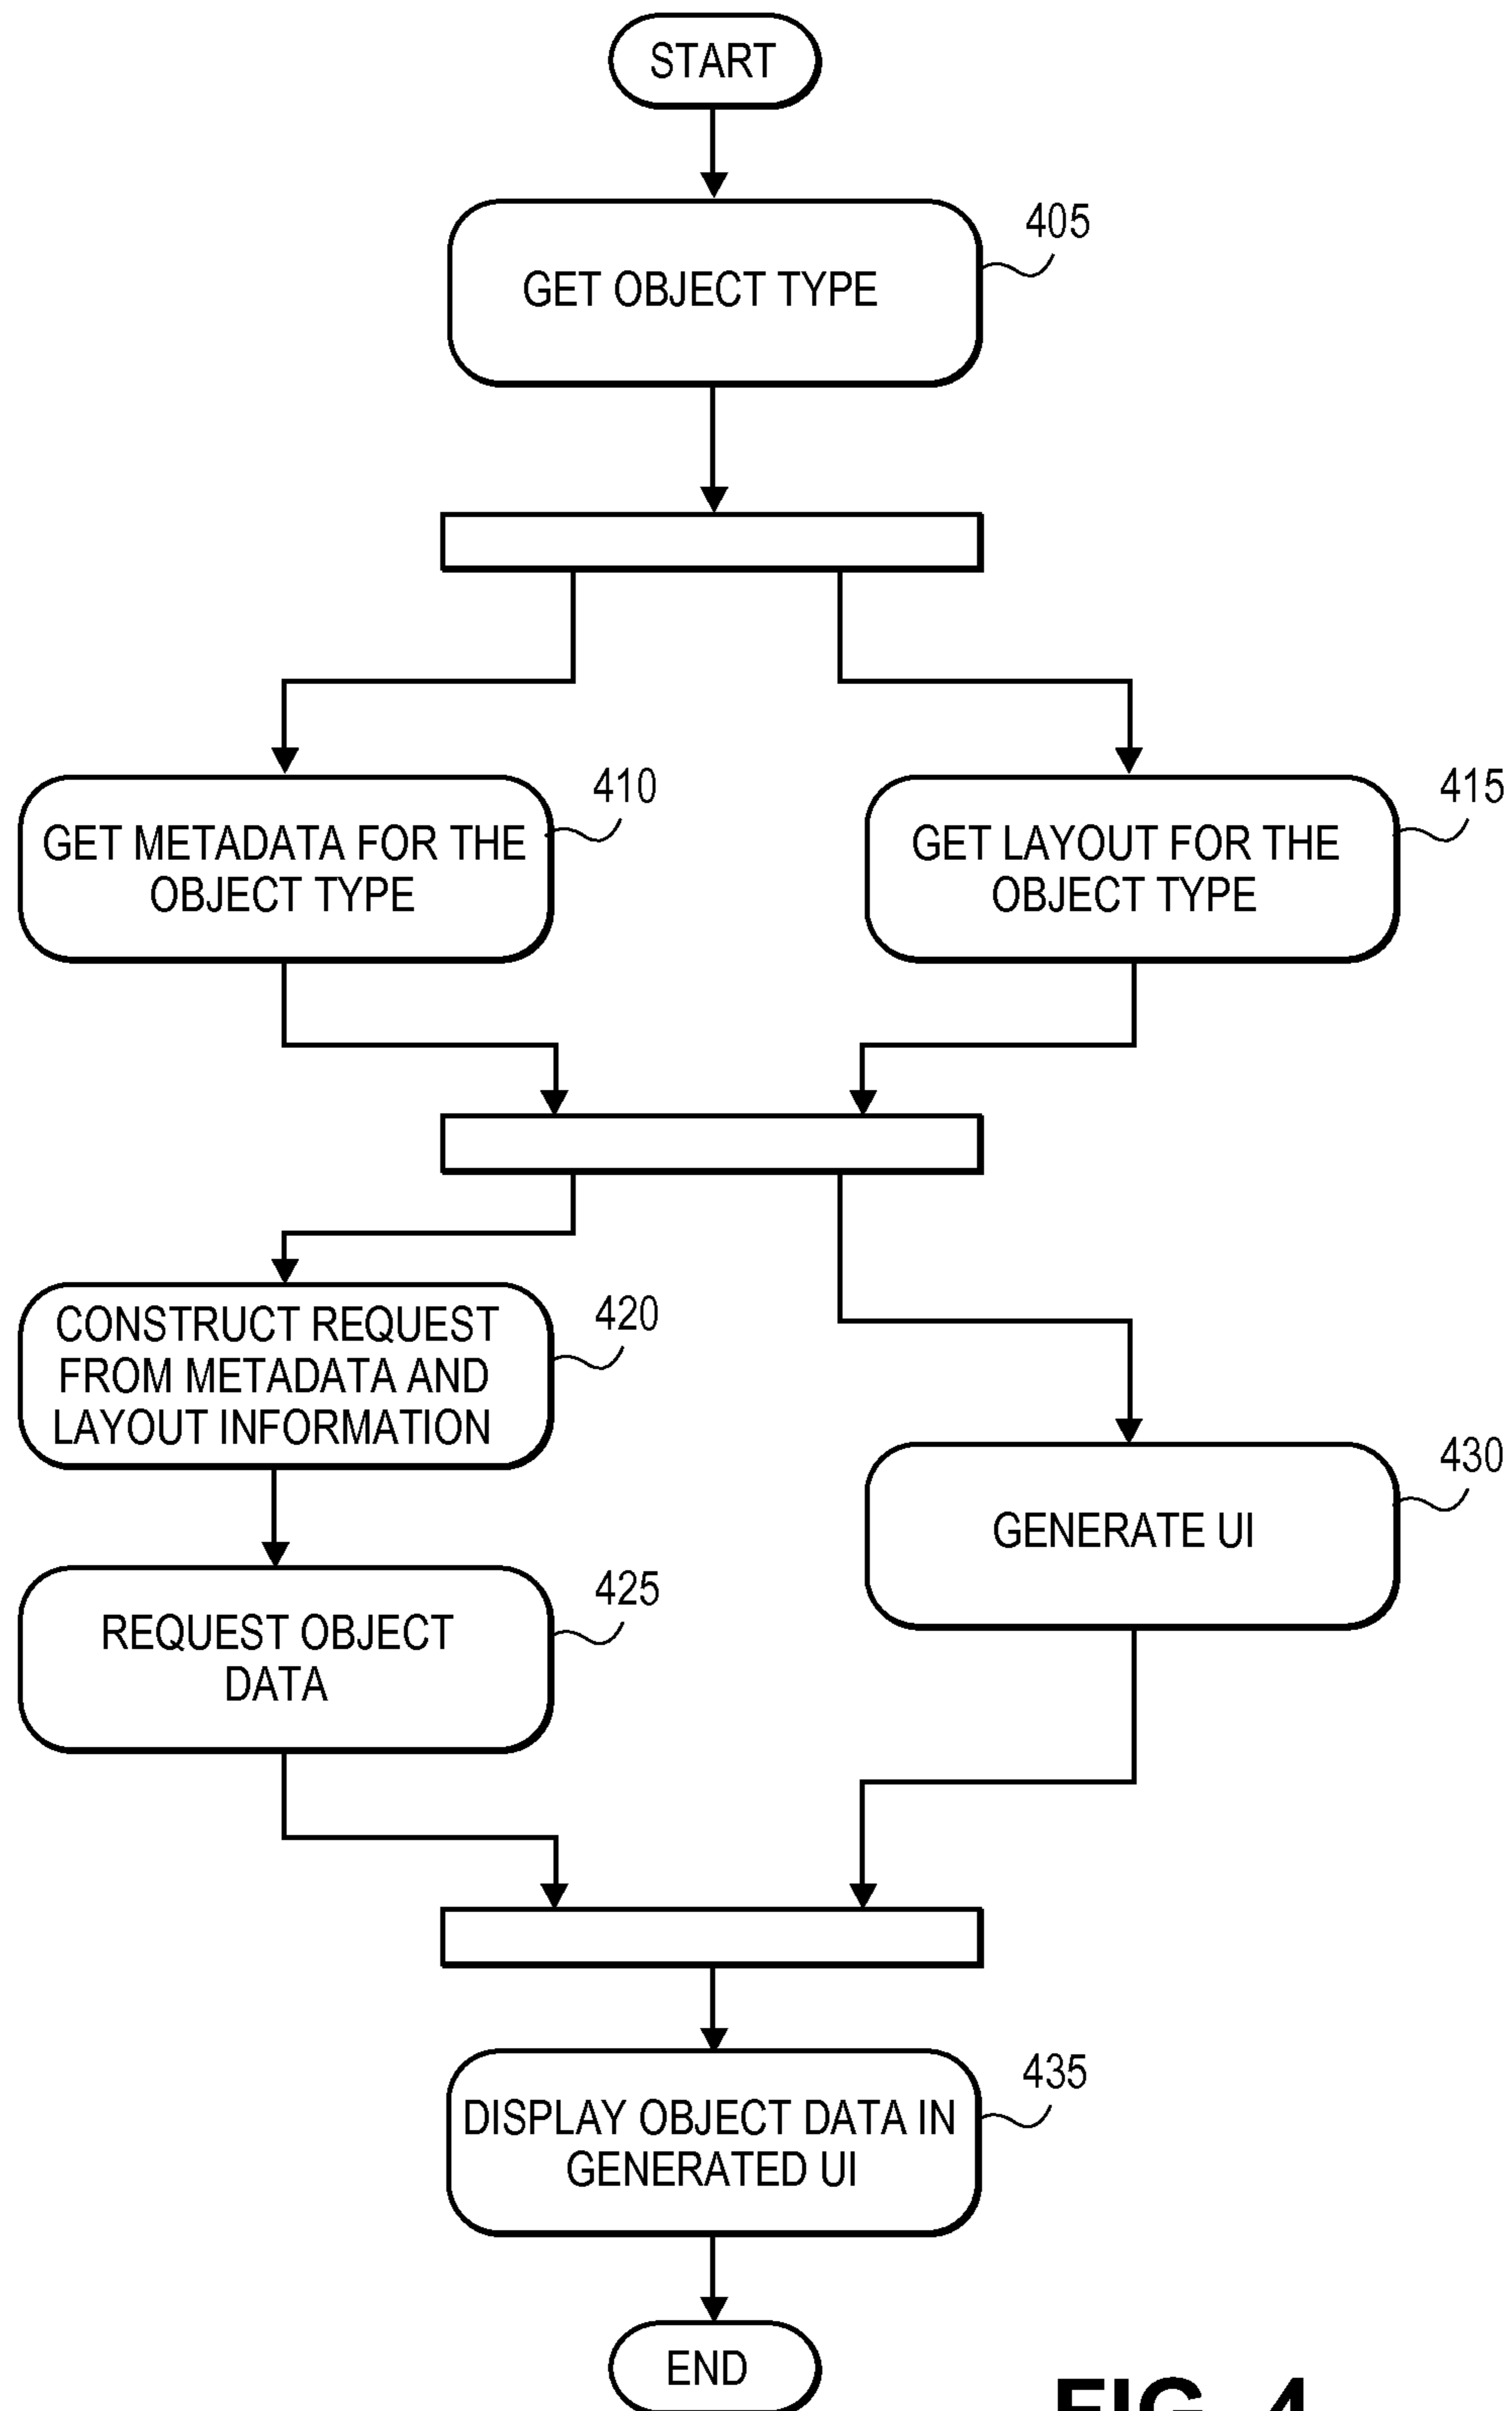 START
405
GET OBJECT TYPE
410
GET METADATA FOR THE
OBJECT TYPE
415
GET LAYOUT FOR THE
OBJECT TYPE
420
CONSTRUCT REQUEST
FROM METADATA AND
LAYOUT INFORMATION
430
GENERATE UI
425
REQUEST OBJECT
DATA
435
DISPLAY OBJECT DATA IN
GENERATED UI
END
FIG. 4